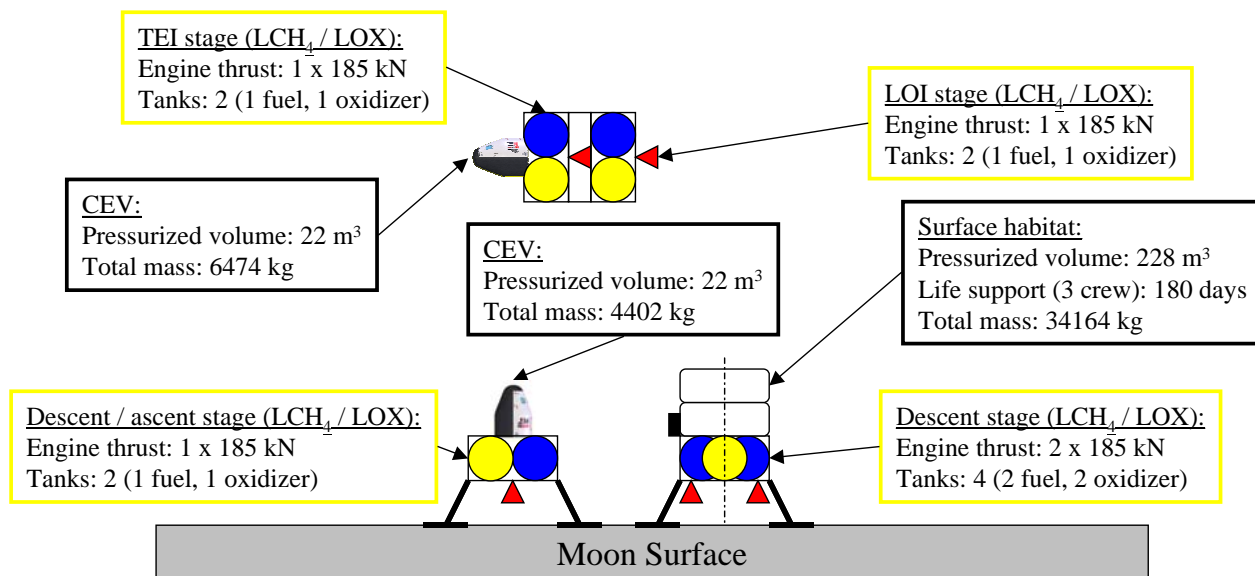 TEI stage (LCH4 / LOX):
Engine thrust: 1 x 185 kN
Tanks: 2 (1 fuel, 1 oxidizer)
LOI stage (LCH4 / LOX):
Engine thrust: 1 x 185 kN
Tanks: 2 (1 fuel, 1 oxidizer)
CEV:
Pressurized volume: 22 m³
Total mass: 6474 kg
CEV:
Pressurized volume: 22 m³
Total mass: 4402 kg
Surface habitat:
Pressurized volume: 228 m³
Life support (3 crew): 180 days
Total mass: 34164 kg
Descent / ascent stage (LCH4 / LOX):
Engine thrust: 1 x 185 kN
Tanks: 2 (1 fuel, 1 oxidizer)
Descent stage (LCH4 / LOX):
Engine thrust: 2 x 185 kN
Tanks: 4 (2 fuel, 2 oxidizer)
Moon Surface